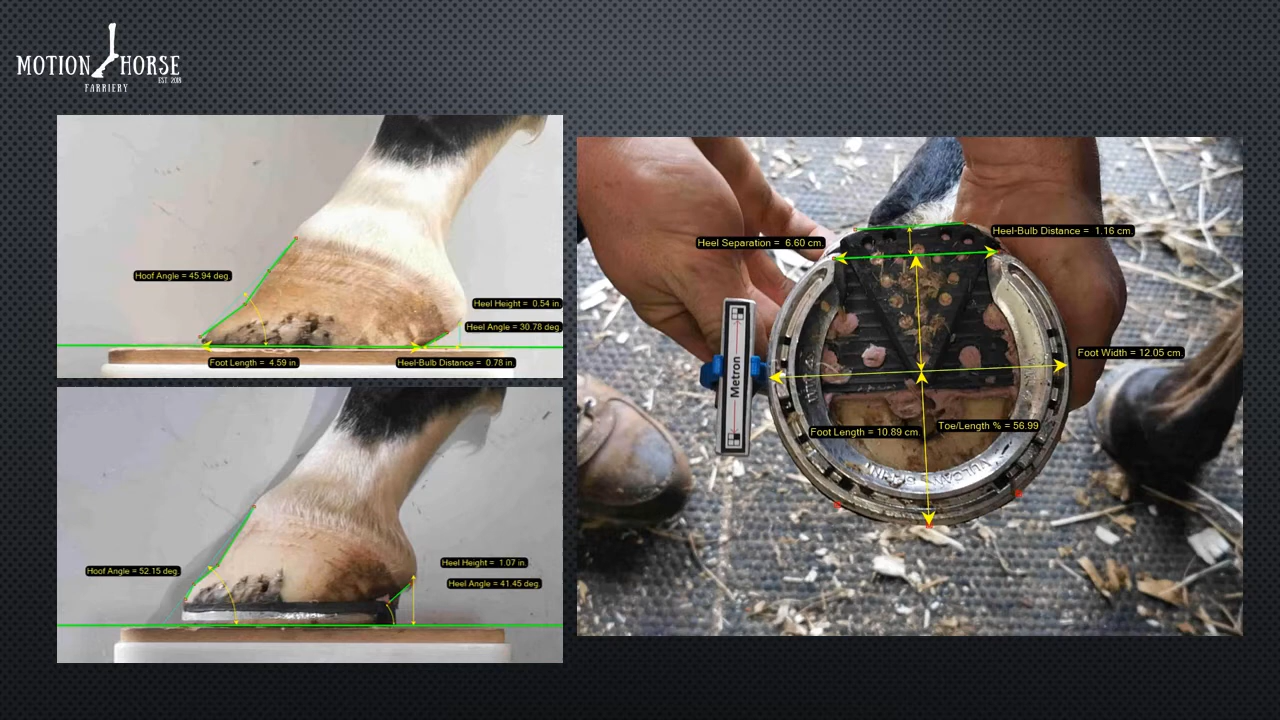 MOTION HORSE
EST. 2018
FARRIERY
Hoof Angle = 45.94 deg.
Heel Height = 0.54 in.
Heel Angle = 30.78 deg.
Foot Length = 4.59 in
Heel-Bulb Distance = 0.78 in.
Hoof Angle = 52.15 deg.
Heel Height = 1.07 in.
Heel Angle = 41.45 deg.
Heel Separation = 6.60 cm.
Heel-Bulb Distance = 1.16 cm.
Metron
Foot Width = 12.05 cm.
Foot Length = 10.89 cm.
Toe/Length % = 56.99
VULCAN